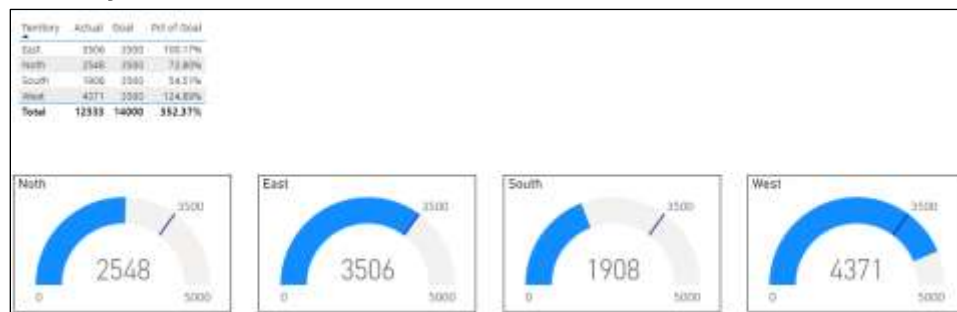 Territory Actual Goal Pct of Goal
East 3506 3500 100.17%
Noth 2548 3500 72.80%
South 1908 3500 54.51%
West 4371 3500 124.89%
Total 12333 14000 352.37%
Noth
3500
2548
0 5000
East
3500
3506
0 5000
South
3500
1908
0 5000
West
3500
4371
0 5000